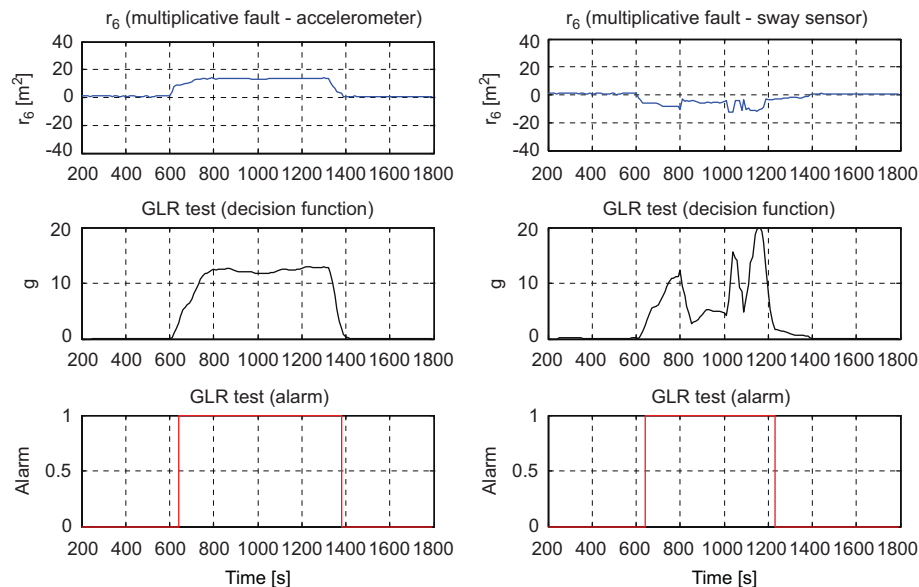 r6 (multiplicative fault - accelerometer)
r6 [m2]
40
20
0
-20
-40
200 400 600 800 1000 1200 1400 1600 1800
GLR test (decision function)
g
20
10
0
200 400 600 800 1000 1200 1400 1600 1800
GLR test (alarm)
Alarm
1
0.5
0
200 400 600 800 1000 1200 1400 1600 1800
Time [s]
r6 (multiplicative fault - sway sensor)
r6 [m2]
40
20
0
-20
-40
200 400 600 800 1000 1200 1400 1600 1800
GLR test (decision function)
g
20
10
0
200 400 600 800 1000 1200 1400 1600 1800
GLR test (alarm)
Alarm
1
0.5
0
200 400 600 800 1000 1200 1400 1600 1800
Time [s]